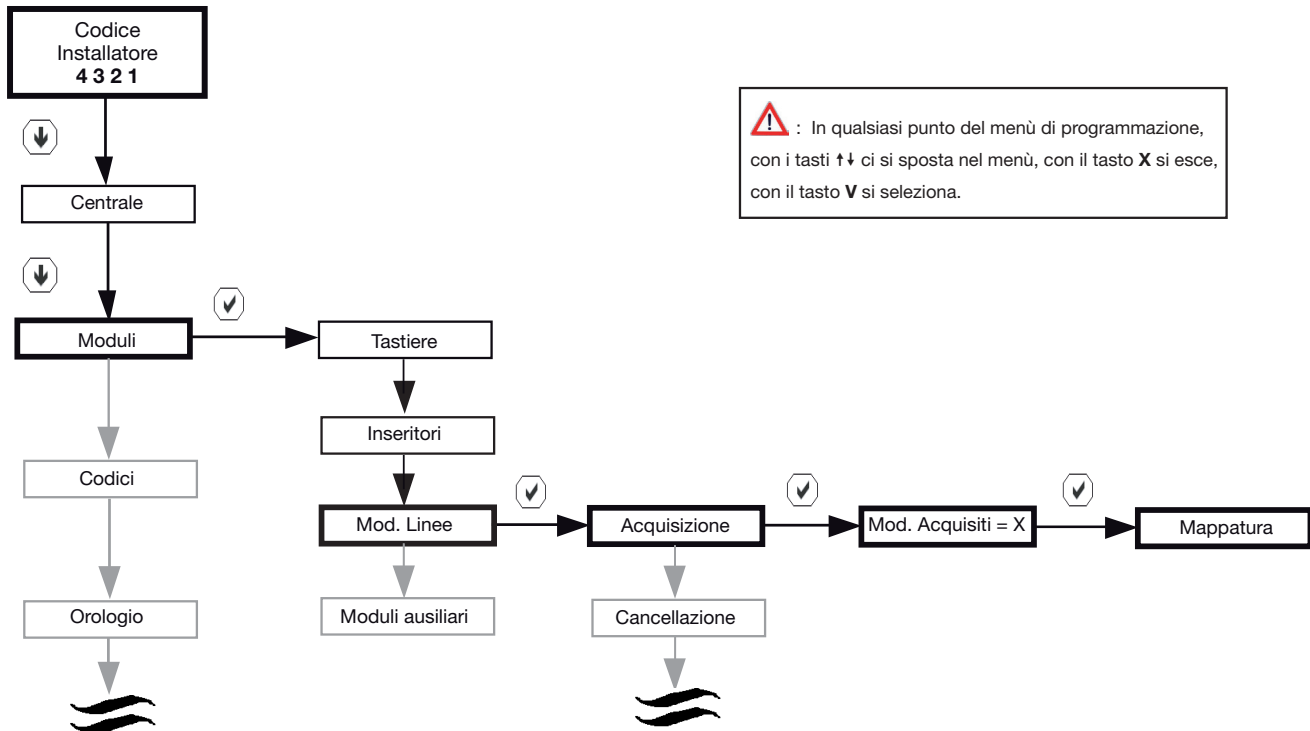 Codice
Installatore
4 3 2 1
: In qualsiasi punto del menù di programmazione,
con i tasti ↑↓ ci si sposta nel menù, con il tasto X si esce,
con il tasto V si seleziona.
Centrale
Moduli
Tastiere
Inseritori
Codici
Mod. Linee
Acquisizione
Mod. Acquisiti = X
Mappatura
Orologio
Moduli ausiliari
Cancellazione